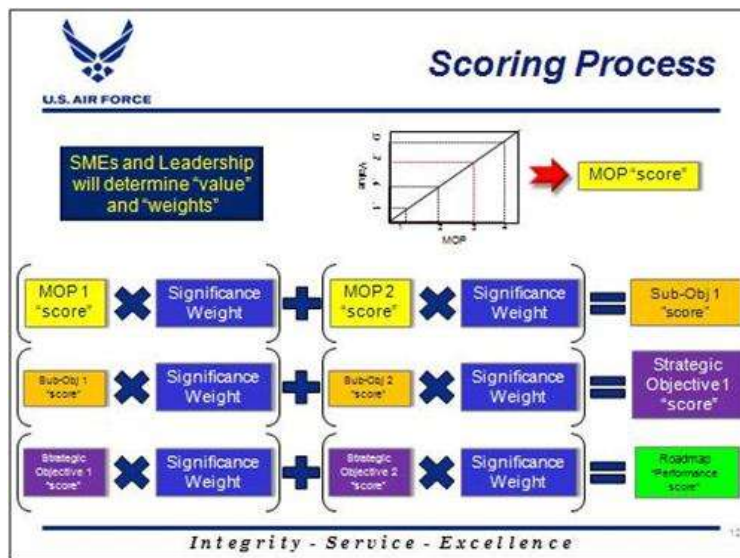 Scoring Process
U.S. AIR FORCE
SMEs and Leadership
will determine "value"
and "weights"
Value
MOP
MOP "score"
MOP 1
"score"
Significance
Weight
MOP 2
"score"
Significance
Weight
Sub-Obj 1
"score"
Sub-Obj 1
"score"
Significance
Weight
Sub-Obj 2
"score"
Significance
Weight
Strategic
Objective 1
"score"
Strategic
Objective 1
"score"
Significance
Weight
Strategic
Objective 2
"score"
Significance
Weight
Roadmap
"Performance
score"
Integrity - Service - Excellence